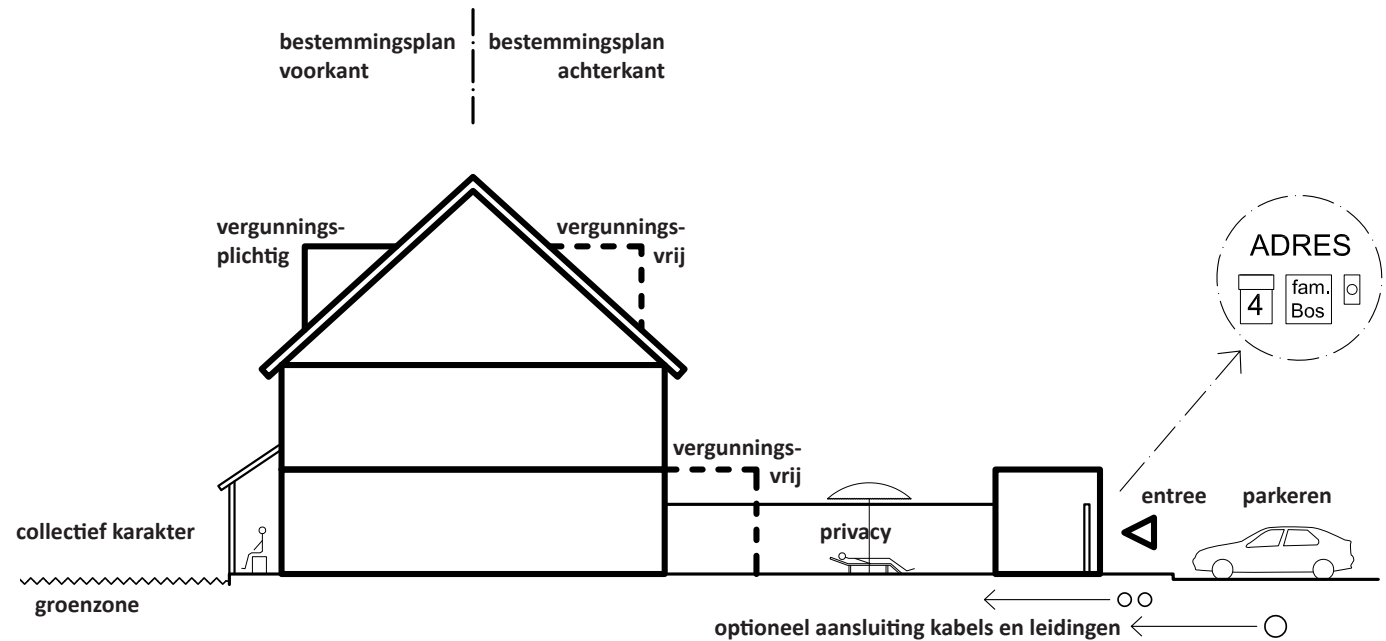 bestemmingsplan
voorkant
bestemmingsplan
achterkant
vergunnings-
plichtig
vergunnings-
vrij
ADRES
4
fam.
Bos
vergunnings-
vrij
entree
parkeren
collectief karakter
privacy
groenzone
optioneel aansluiting kabels en leidingen